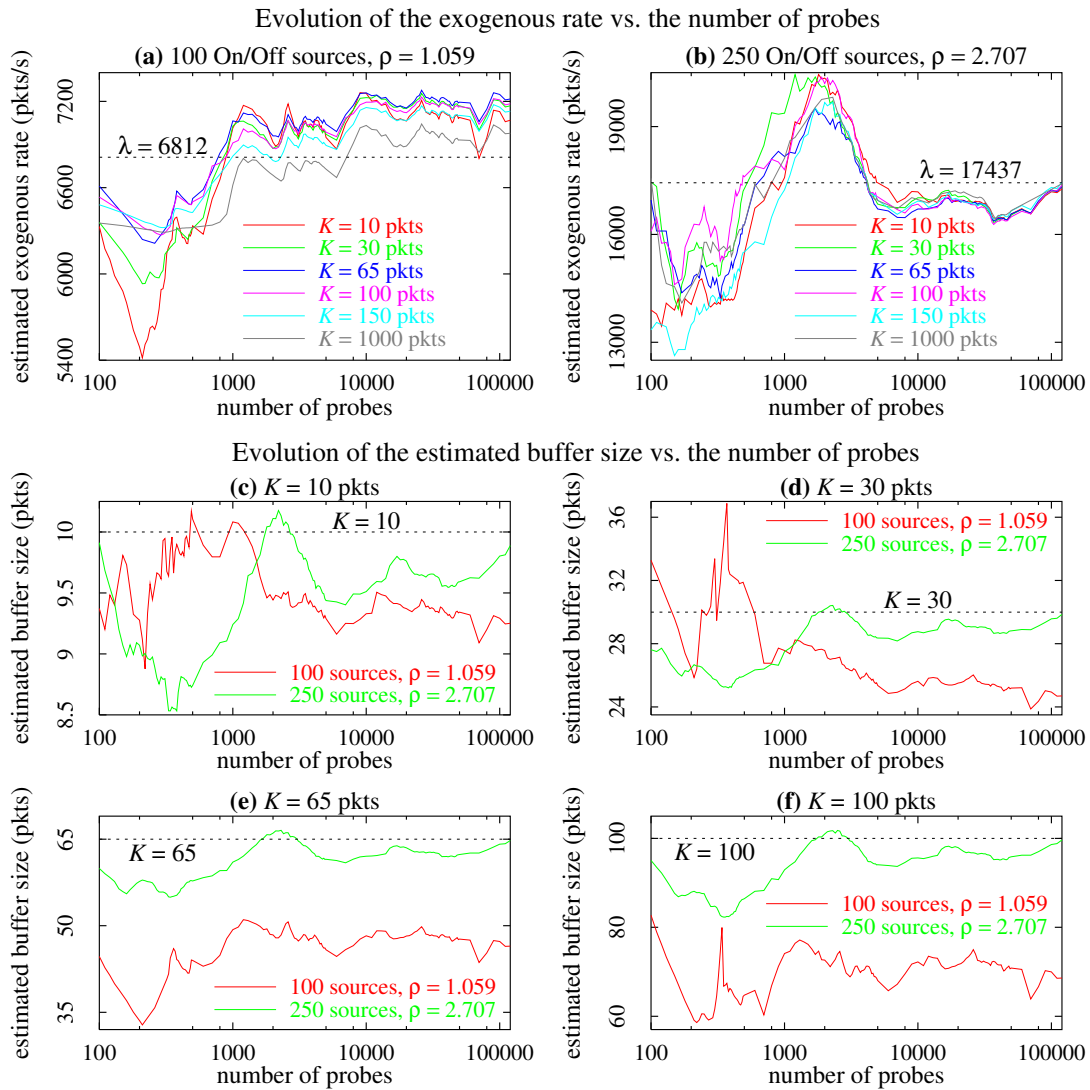 Evolution of the exogenous rate vs. the number of probes
(a) 100 On/Off sources, ρ = 1.059
estimated exogenous rate (pkts/s)
7200
6600
6000
5400
λ = 6812
K = 10 pkts
K = 30 pkts
K = 65 pkts
K = 100 pkts
K = 150 pkts
K = 1000 pkts
100 1000 10000 100000
number of probes
(b) 250 On/Off sources, ρ = 2.707
estimated exogenous rate (pkts/s)
19000
16000
13000
λ = 17437
K = 10 pkts
K = 30 pkts
K = 65 pkts
K = 100 pkts
K = 150 pkts
K = 1000 pkts
100 1000 10000 100000
number of probes
Evolution of the estimated buffer size vs. the number of probes
(c) K = 10 pkts
estimated buffer size (pkts)
10
9.5
9
8.5
K = 10
100 sources, ρ = 1.059
250 sources, ρ = 2.707
100 1000 10000 100000
number of probes
(d) K = 30 pkts
estimated buffer size (pkts)
36
32
28
24
100 sources, ρ = 1.059
250 sources, ρ = 2.707
K = 30
100 1000 10000 100000
number of probes
(e) K = 65 pkts
estimated buffer size (pkts)
65
50
35
K = 65
100 sources, ρ = 1.059
250 sources, ρ = 2.707
100 1000 10000 100000
number of probes
(f) K = 100 pkts
estimated buffer size (pkts)
100
80
60
K = 100
100 sources, ρ = 1.059
250 sources, ρ = 2.707
100 1000 10000 100000
number of probes